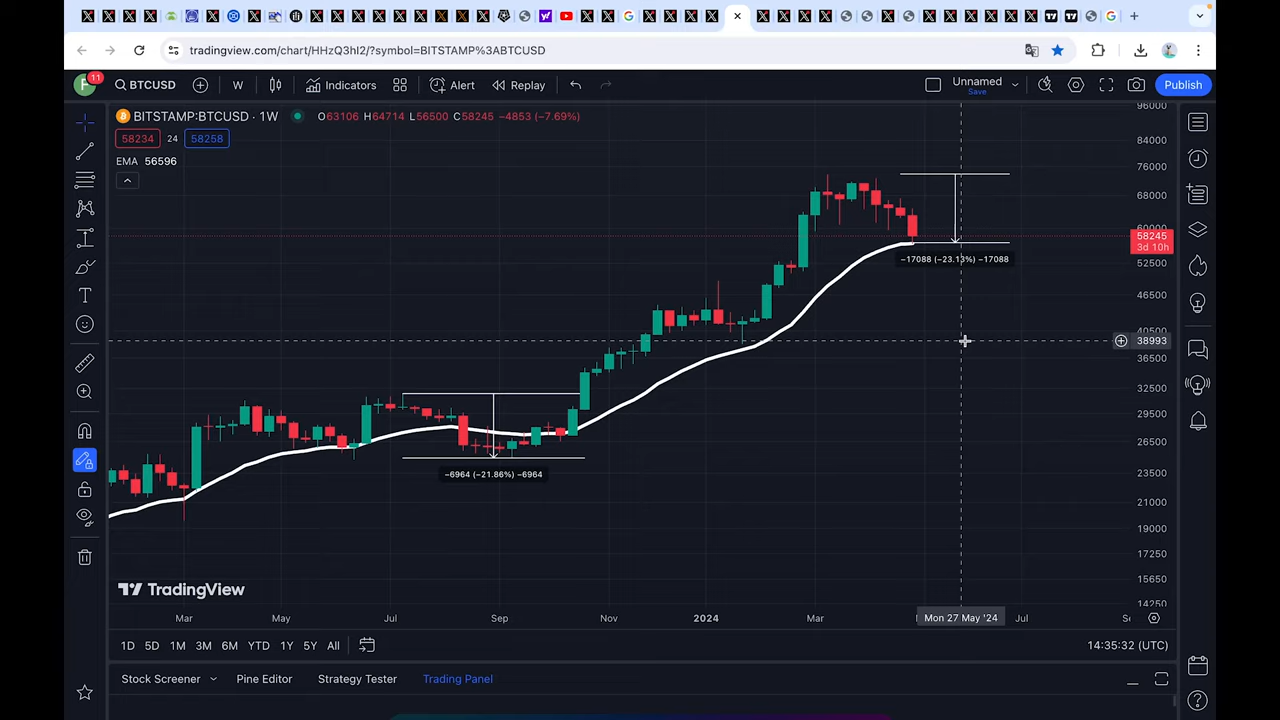 tradingview.com/chart/HHzQ3hI2/?symbol=BITSTAMP%3ABTCUSD
11
BTCUSD
W
Indicators
Alert
Replay
Unnamed
Save
Publish
BITSTAMP:BTCUSD · 1W
O63106 H64714 L56500 C58245 −4853 (−7.69%)
58234 24 58258
EMA 56596
96000
84000
76000
68000
60000
58245
3d 10h
52500
46500
40500
38993
36500
32500
29500
26500
23500
21000
19000
17250
15650
14250
−17088 (−23.13%) −17088
−6964 (−21.86%) −6964
TradingView
Mar May Jul Sep Nov 2024 Mar Mon 27 May '24 Jul
1D 5D 1M 3M 6M YTD 1Y 5Y All
14:35:32 (UTC)
Stock Screener Pine Editor Strategy Tester Trading Panel